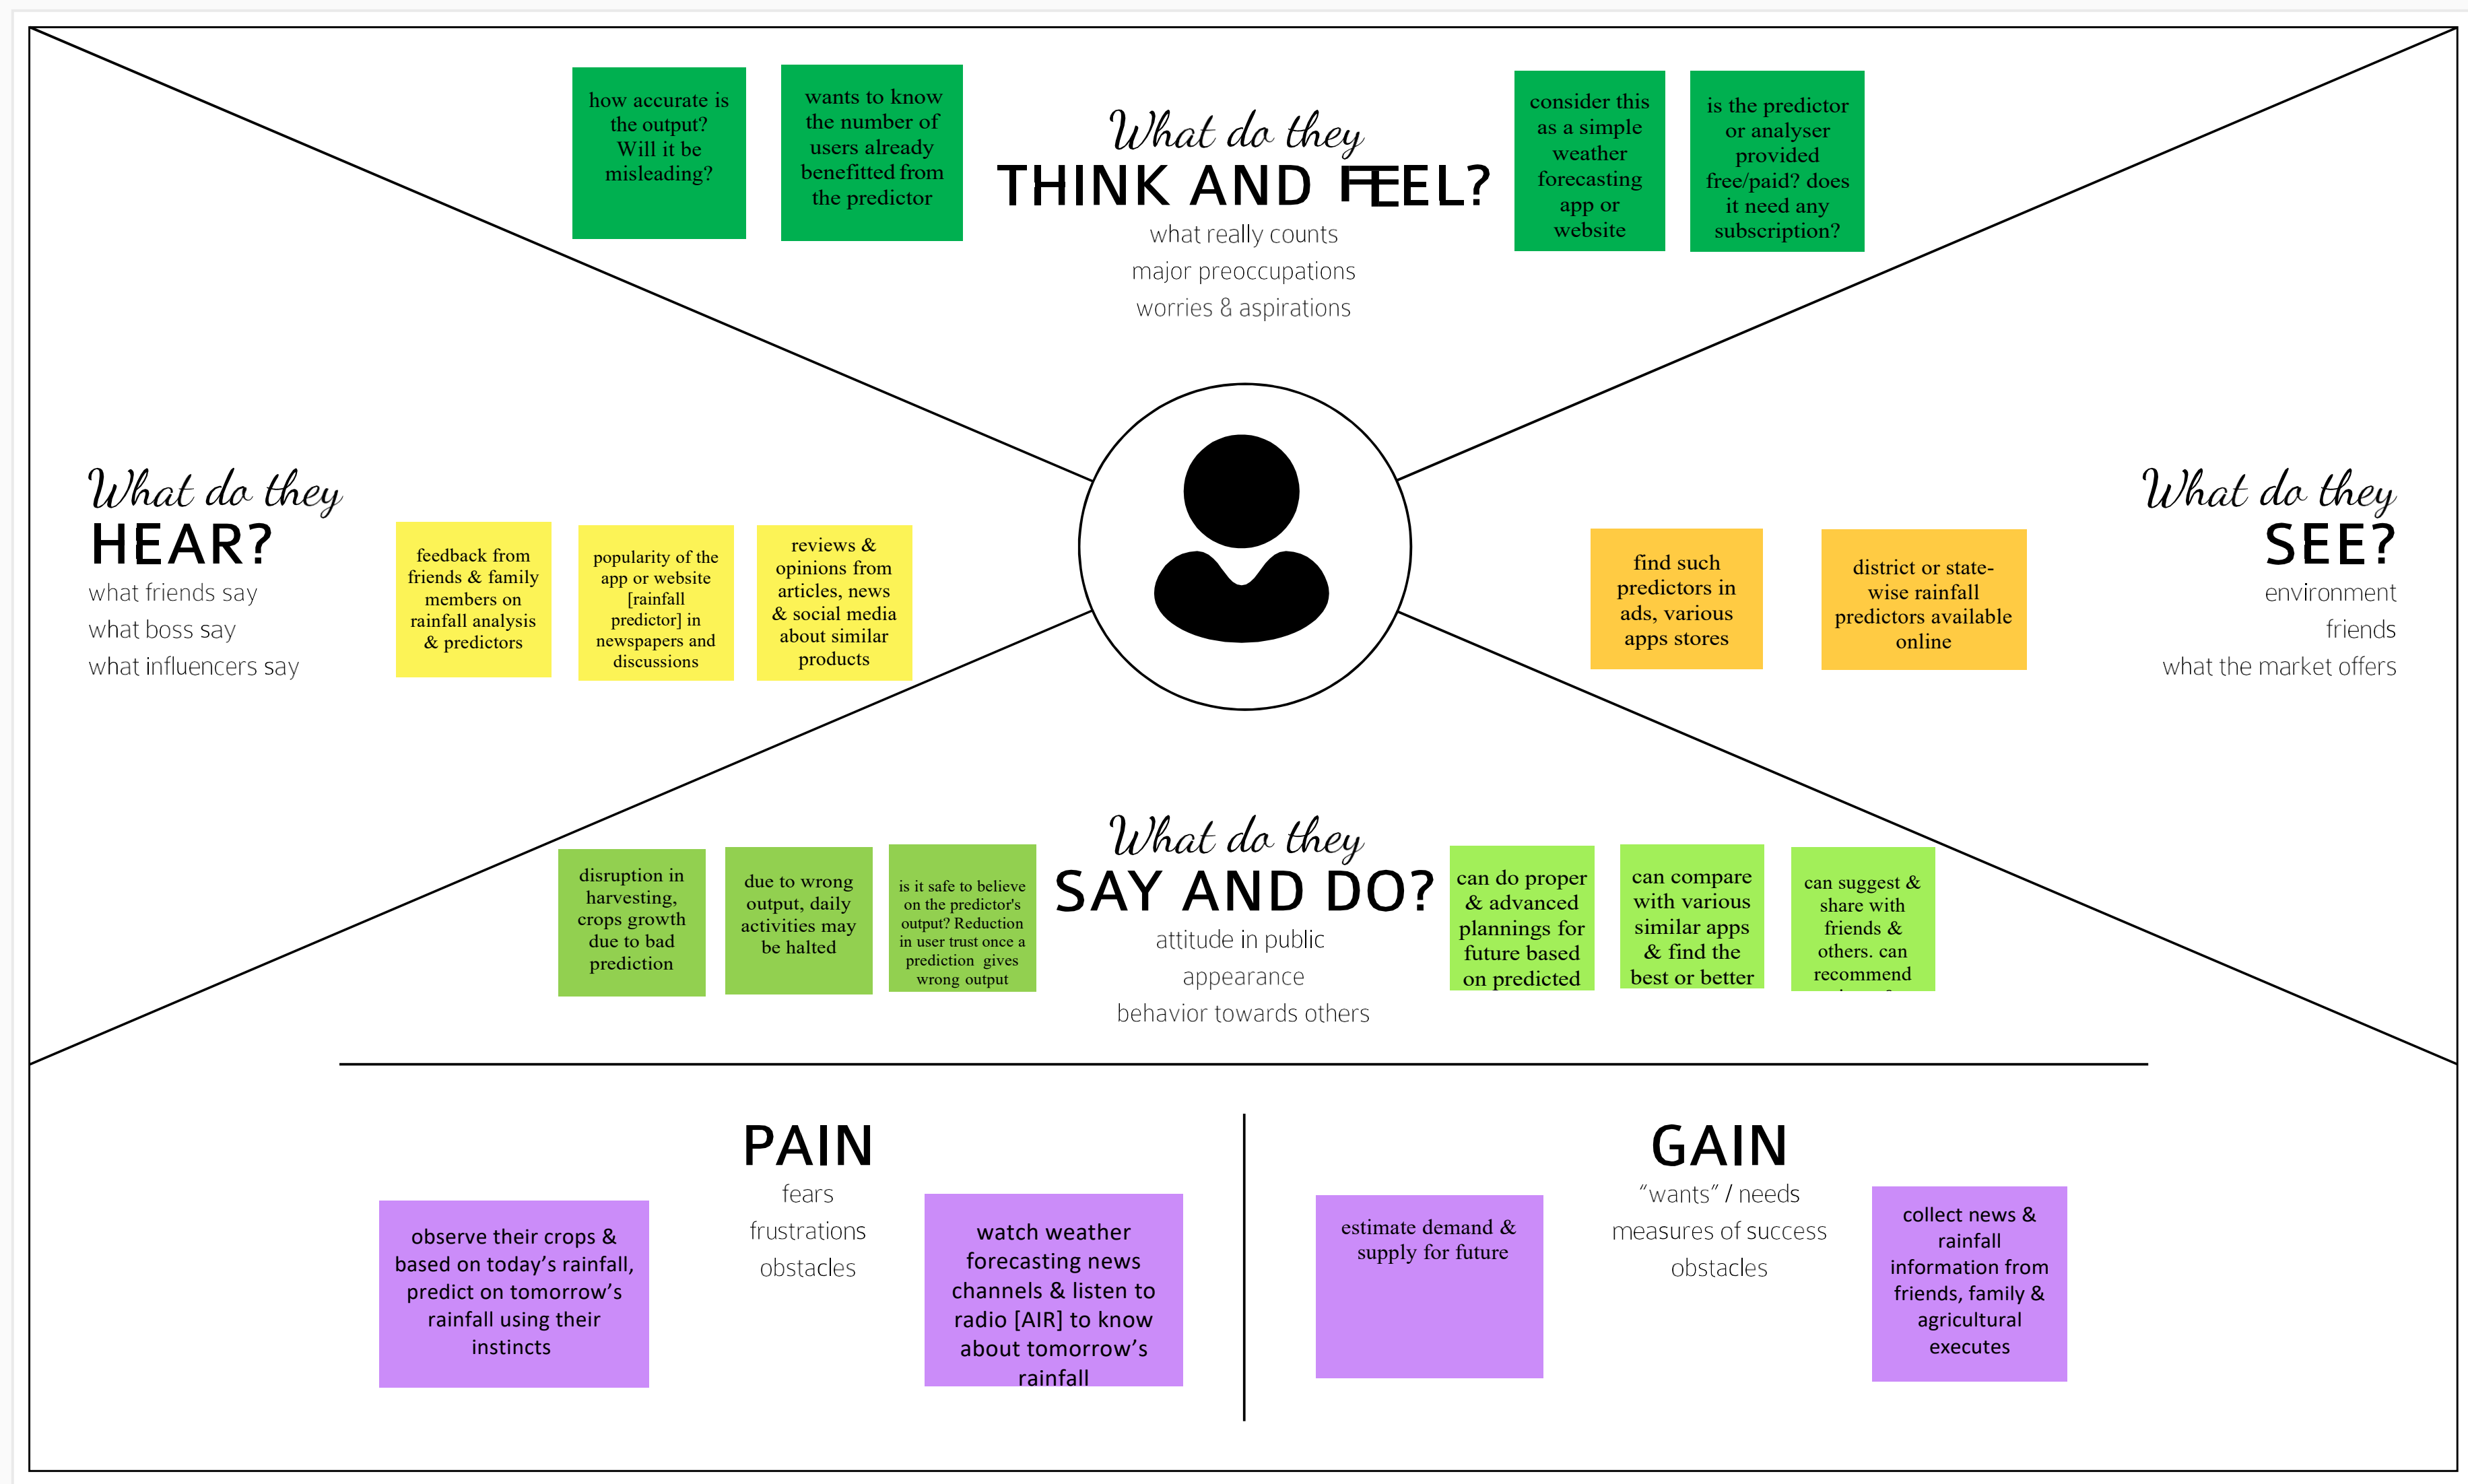 how accurate is
the output?
Will it be
misleading?
wants to know
the number of
users already
benefitted from
the predictor
What do they
THINK AND FEEL?
what really counts
major preoccupations
worries & aspirations
consider this
as a simple
weather
forecasting
app or
website
is the predictor
or analyser
provided
free/paid? does
it need any
subscription?
What do they
HEAR?
what friends say
what boss say
what influencers say
feedback from
friends & family
members on
rainfall analysis
& predictors
popularity of the
app or website
[rainfall
predictor] in
newspapers and
discussions
reviews &
opinions from
articles, news
& social media
about similar
products
find such
predictors in
ads, various
apps stores
district or state-
wise rainfall
predictors available
online
What do they
SEE?
environment
friends
what the market offers
disruption in
harvesting,
crops growth
due to bad
prediction
due to wrong
output, daily
activities may
be halted
is it safe to believe
on the predictor's
output? Reduction
in user trust once a
prediction gives
wrong output
What do they
SAY AND DO?
attitude in public
appearance
behavior towards others
can do proper
& advanced
plannings for
future based
on predicted
can compare
with various
similar apps
& find the
best or better
can suggest &
share with
friends &
others. can
recommend
PAIN
fears
frustrations
obstacles
observe their crops &
based on today’s rainfall,
predict on tomorrow’s
rainfall using their
instincts
watch weather
forecasting news
channels & listen to
radio [AIR] to know
about tomorrow’s
rainfall
GAIN
“wants” / needs
measures of success
obstacles
estimate demand &
supply for future
collect news &
rainfall
information from
friends, family &
agricultural
executes